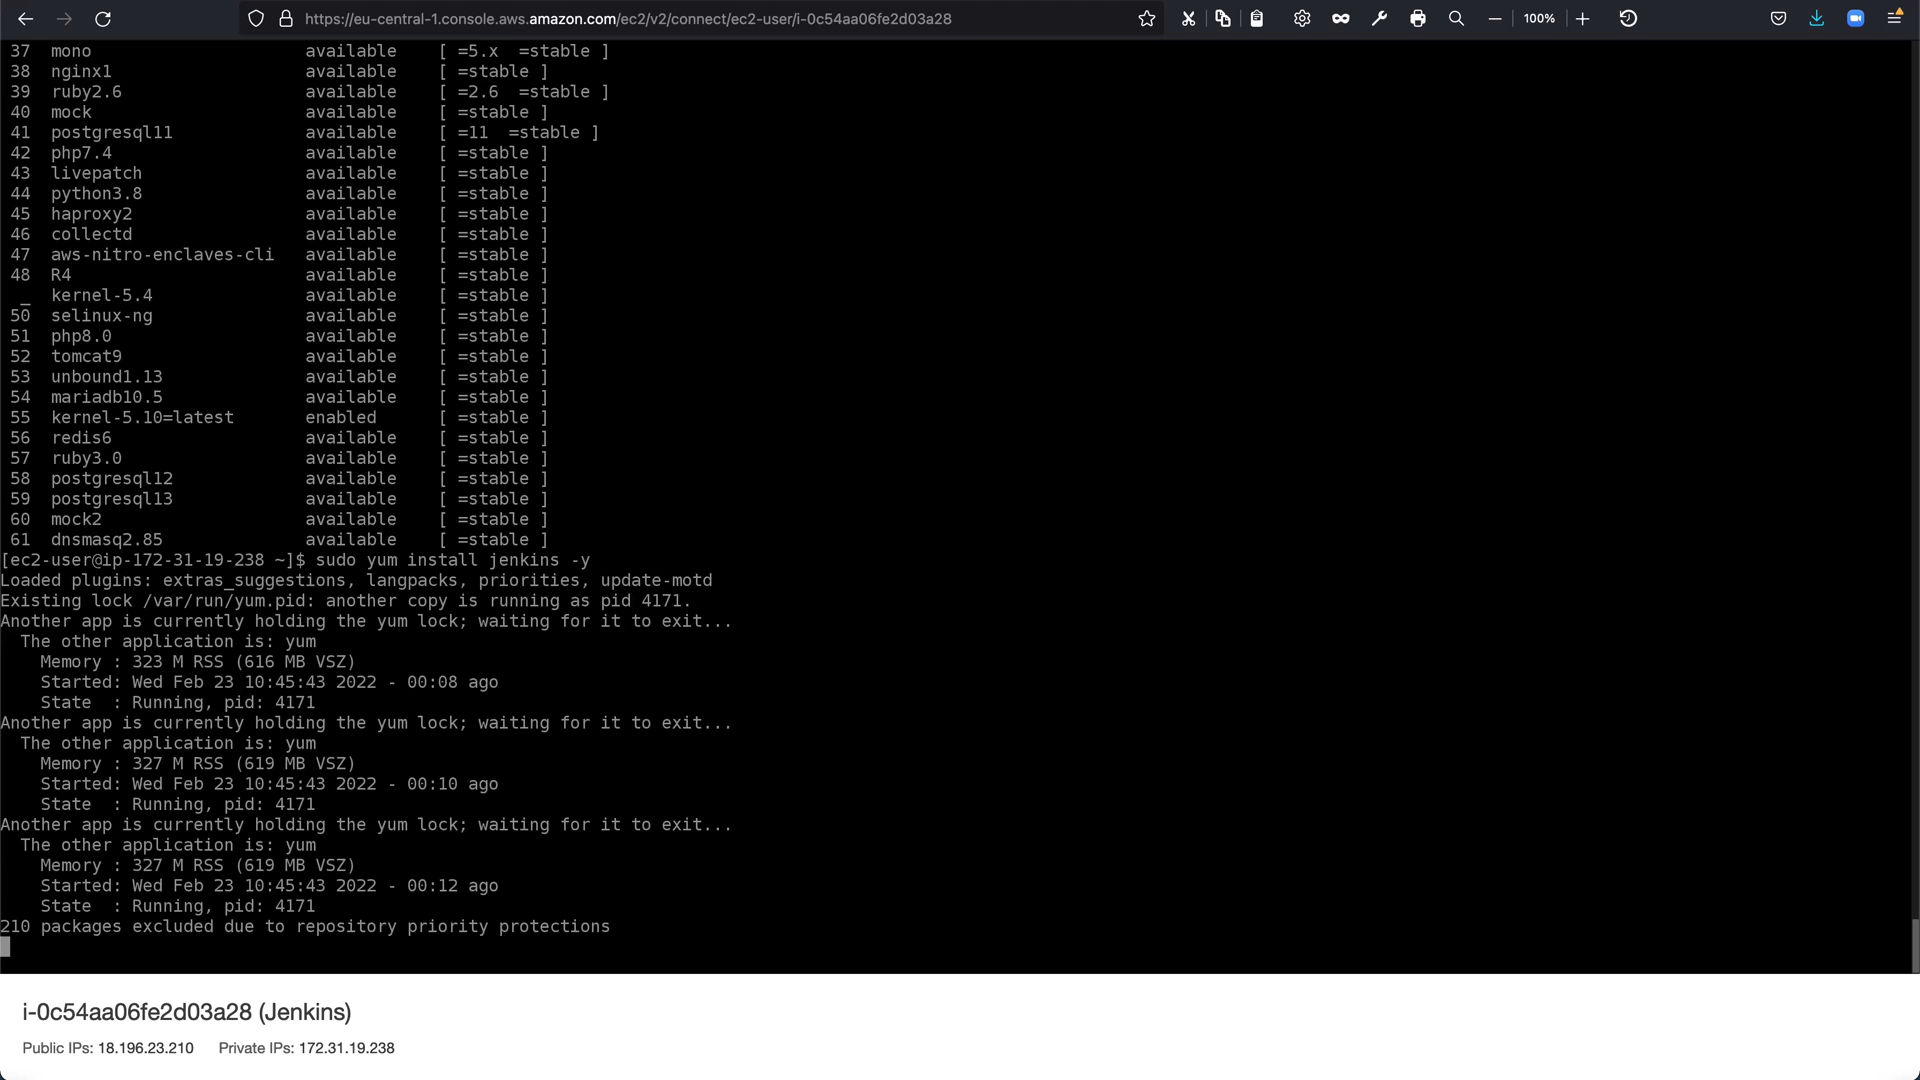 https://eu-central-1.console.aws.amazon.com/ec2/v2/connect/ec2-user/i-0c54aa06fe2d03a28
100%
37 mono available [ =5.x =stable ]
38 nginx1 available [ =stable ]
39 ruby2.6 available [ =2.6 =stable ]
40 mock available [ =stable ]
41 postgresql11 available [ =11 =stable ]
42 php7.4 available [ =stable ]
43 livepatch available [ =stable ]
44 python3.8 available [ =stable ]
45 haproxy2 available [ =stable ]
46 collectd available [ =stable ]
47 aws-nitro-enclaves-cli available [ =stable ]
48 R4 available [ =stable ]
_ kernel-5.4 available [ =stable ]
50 selinux-ng available [ =stable ]
51 php8.0 available [ =stable ]
52 tomcat9 available [ =stable ]
53 unbound1.13 available [ =stable ]
54 mariadb10.5 available [ =stable ]
55 kernel-5.10=latest enabled [ =stable ]
56 redis6 available [ =stable ]
57 ruby3.0 available [ =stable ]
58 postgresql12 available [ =stable ]
59 postgresql13 available [ =stable ]
60 mock2 available [ =stable ]
61 dnsmasq2.85 available [ =stable ]
[ec2-user@ip-172-31-19-238 ~]$ sudo yum install jenkins -y
Loaded plugins: extras_suggestions, langpacks, priorities, update-motd
Existing lock /var/run/yum.pid: another copy is running as pid 4171.
Another app is currently holding the yum lock; waiting for it to exit...
The other application is: yum
Memory : 323 M RSS (616 MB VSZ)
Started: Wed Feb 23 10:45:43 2022 - 00:08 ago
State : Running, pid: 4171
Another app is currently holding the yum lock; waiting for it to exit...
The other application is: yum
Memory : 327 M RSS (619 MB VSZ)
Started: Wed Feb 23 10:45:43 2022 - 00:10 ago
State : Running, pid: 4171
Another app is currently holding the yum lock; waiting for it to exit...
The other application is: yum
Memory : 327 M RSS (619 MB VSZ)
Started: Wed Feb 23 10:45:43 2022 - 00:12 ago
State : Running, pid: 4171
210 packages excluded due to repository priority protections
i-0c54aa06fe2d03a28 (Jenkins)
Public IPs: 18.196.23.210 Private IPs: 172.31.19.238